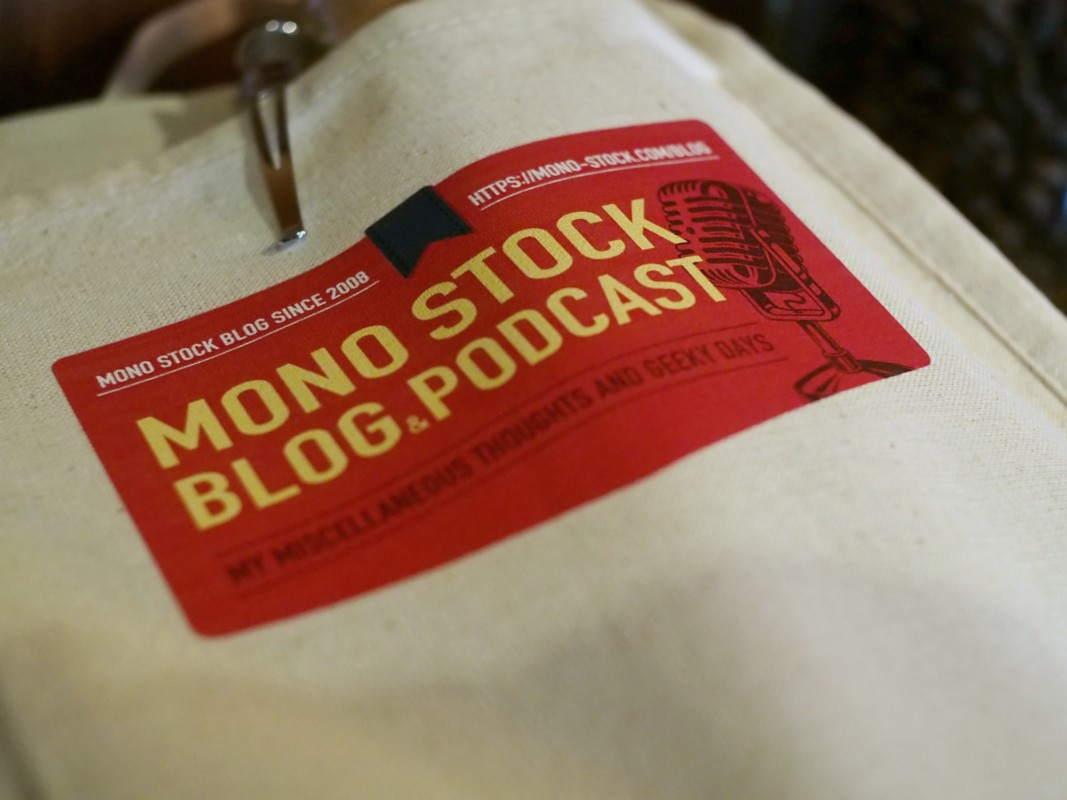 MONO STOCK BLOG SINCE 2008
HTTPS://MONO-STOCK.COM/BLOG
MONO STOCK
BLOG & PODCAST
MY MISCELLANEOUS THOUGHTS AND GEEKY DAYS